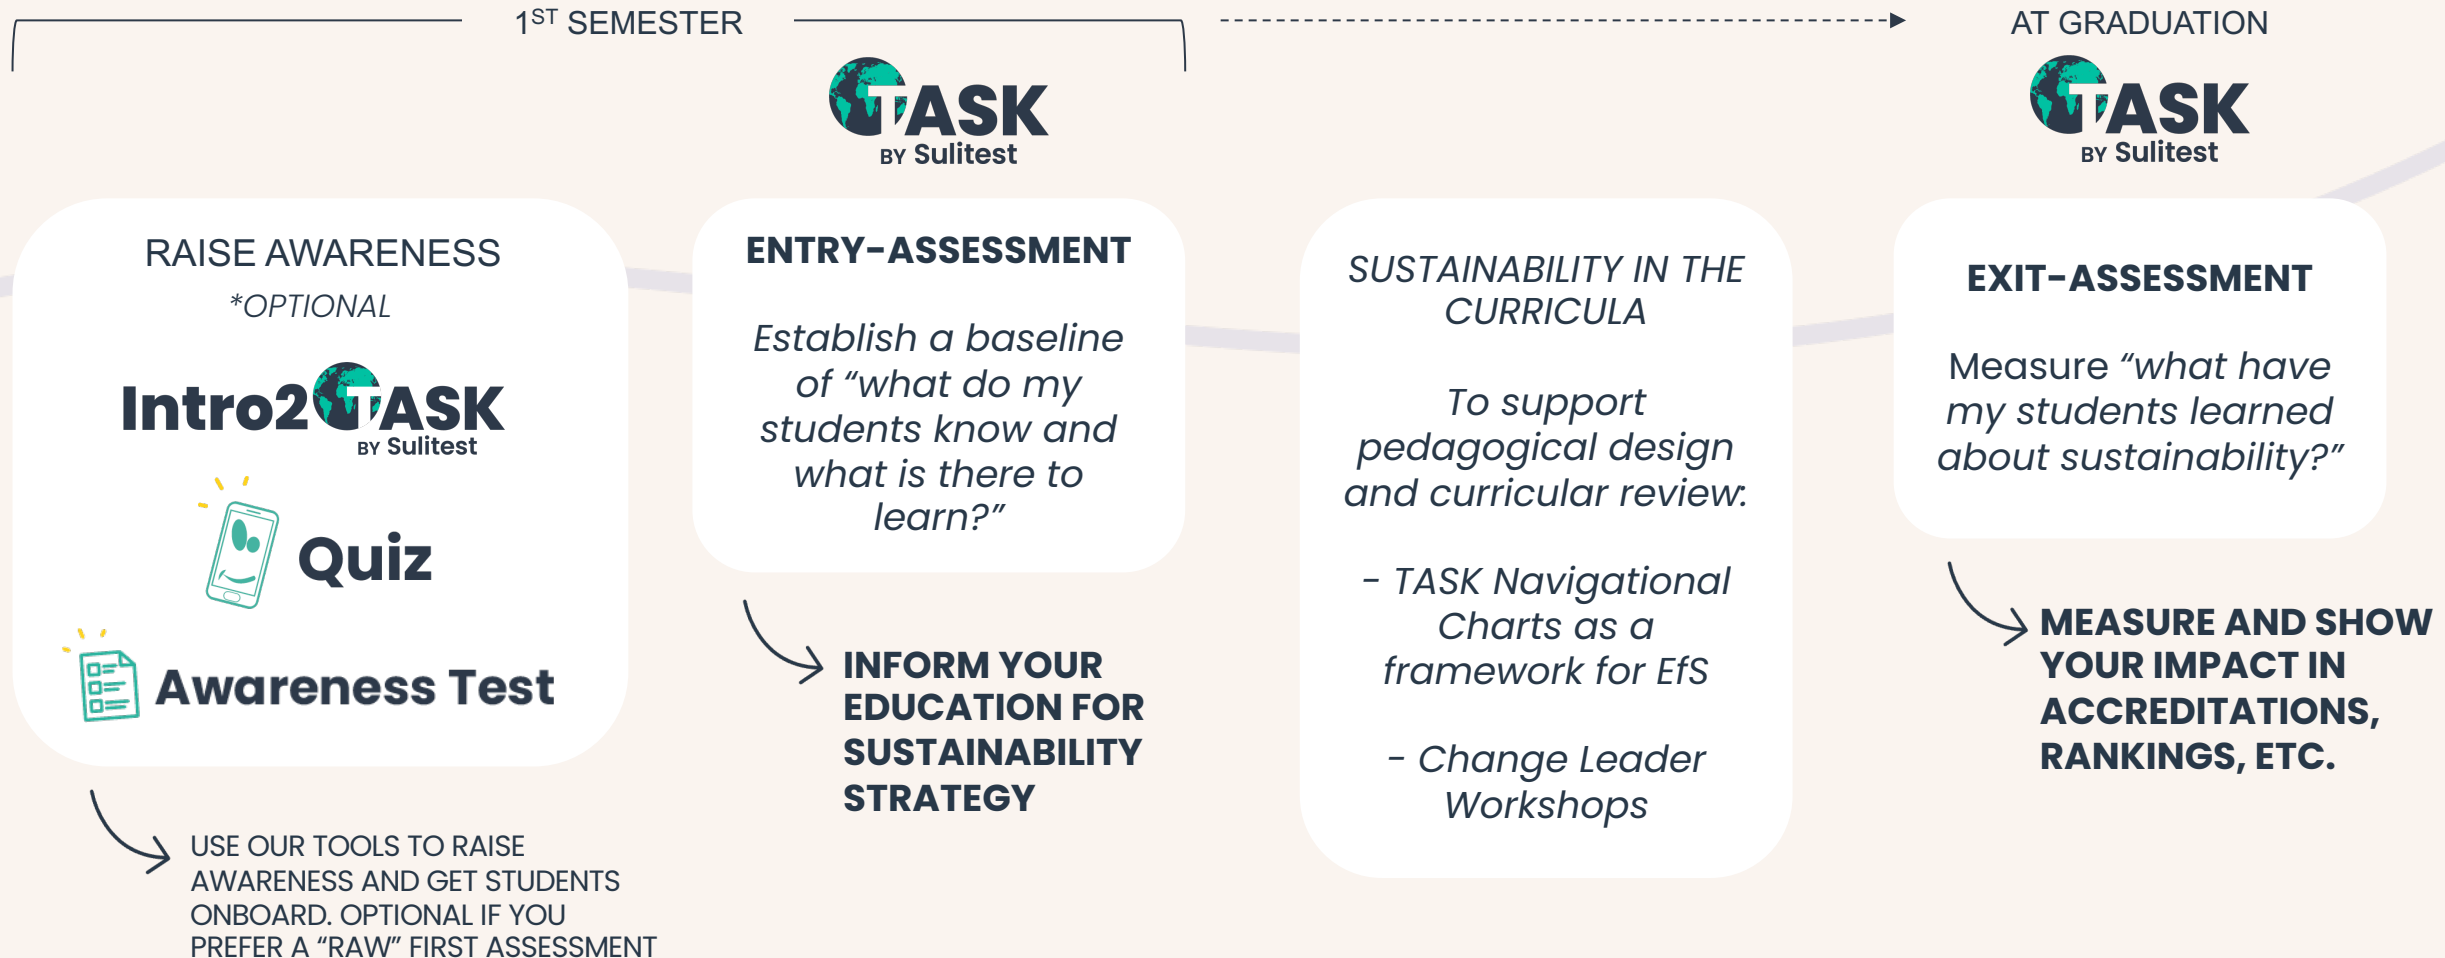 1ST SEMESTER
AT GRADUATION
TASK
BY Sulitest
TASK
BY Sulitest
RAISE AWARENESS
*OPTIONAL
Intro2TASK
BY Sulitest
Quiz
Awareness Test
USE OUR TOOLS TO RAISE
AWARENESS AND GET STUDENTS
ONBOARD. OPTIONAL IF YOU
PREFER A “RAW” FIRST ASSESSMENT
ENTRY-ASSESSMENT
Establish a baseline
of “what do my
students know and
what is there to
learn?”
INFORM YOUR
EDUCATION FOR
SUSTAINABILITY
STRATEGY
SUSTAINABILITY IN THE
CURRICULA
To support
pedagogical design
and curricular review:
- TASK Navigational
Charts as a
framework for EfS
- Change Leader
Workshops
EXIT-ASSESSMENT
Measure “what have
my students learned
about sustainability?”
MEASURE AND SHOW
YOUR IMPACT IN
ACCREDITATIONS,
RANKINGS, ETC.